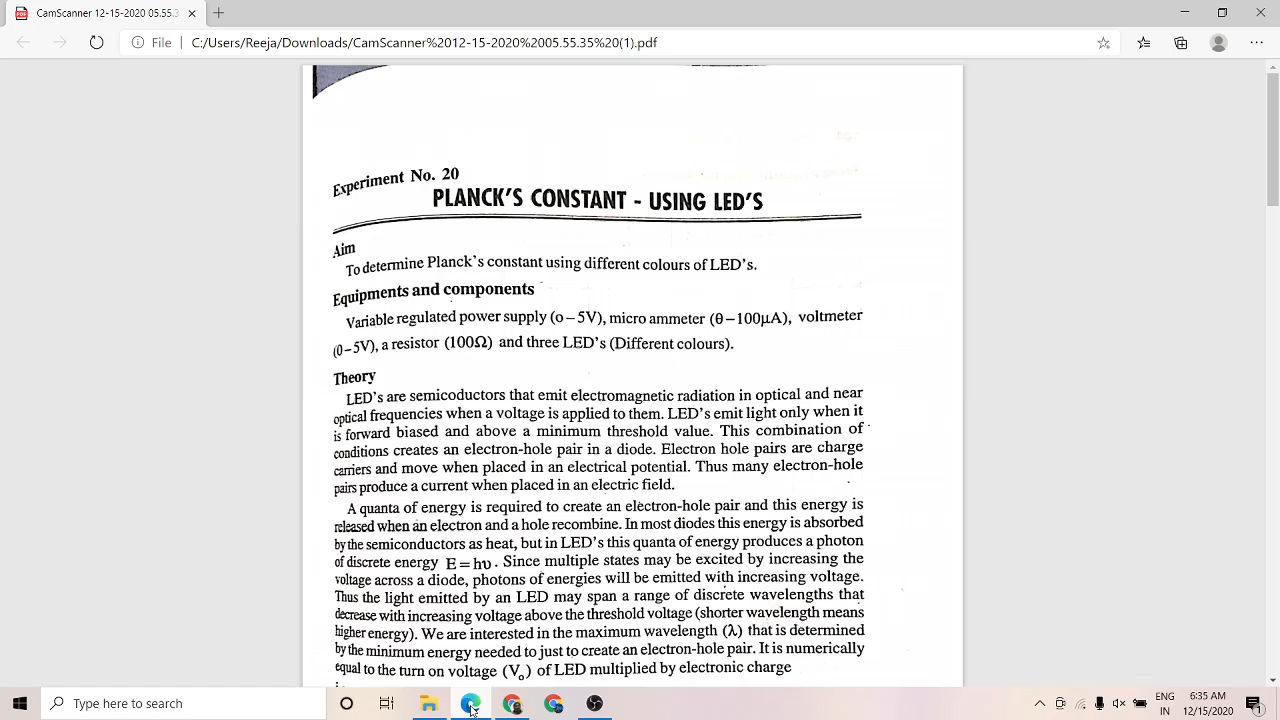 CamScanner 12-15-2020 05.55.3
File
C:/Users/Reeja/Downloads/CamScanner%2012-15-2020%2005.55.35%20(1).pdf
Experiment No. 20
PLANCK'S CONSTANT - USING LED'S
Aim
To determine Planck's constant using different colours of LED's.
Equipments and components
Variable regulated power supply (o – 5V), micro ammeter (θ – 100μA), voltmeter
(0 – 5V), a resistor (100Ω) and three LED's (Different colours).
Theory
LED's are semicoductors that emit electromagnetic radiation in optical and near
optical frequencies when a voltage is applied to them. LED's emit light only when it
is forward biased and above a minimum threshold value. This combination of
conditions creates an electron-hole pair in a diode. Electron hole pairs are charge
carriers and move when placed in an electrical potential. Thus many electron-hole
pairs produce a current when placed in an electric field.
A quanta of energy is required to create an electron-hole pair and this energy is
released when an electron and a hole recombine. In most diodes this energy is absorbed
by the semiconductors as heat, but in LED's this quanta of energy produces a photon
of discrete energy E = hυ. Since multiple states may be excited by increasing the
voltage across a diode, photons of energies will be emitted with increasing voltage.
Thus the light emitted by an LED may span a range of discrete wavelengths that
decrease with increasing voltage above the threshold voltage (shorter wavelength means
higher energy). We are interested in the maximum wavelength (λ) that is determined
by the minimum energy needed to just to create an electron-hole pair. It is numerically
equal to the turn on voltage (V₀) of LED multiplied by electronic charge
Type here to search
ENG
IN
6:35 AM
12/15/2020